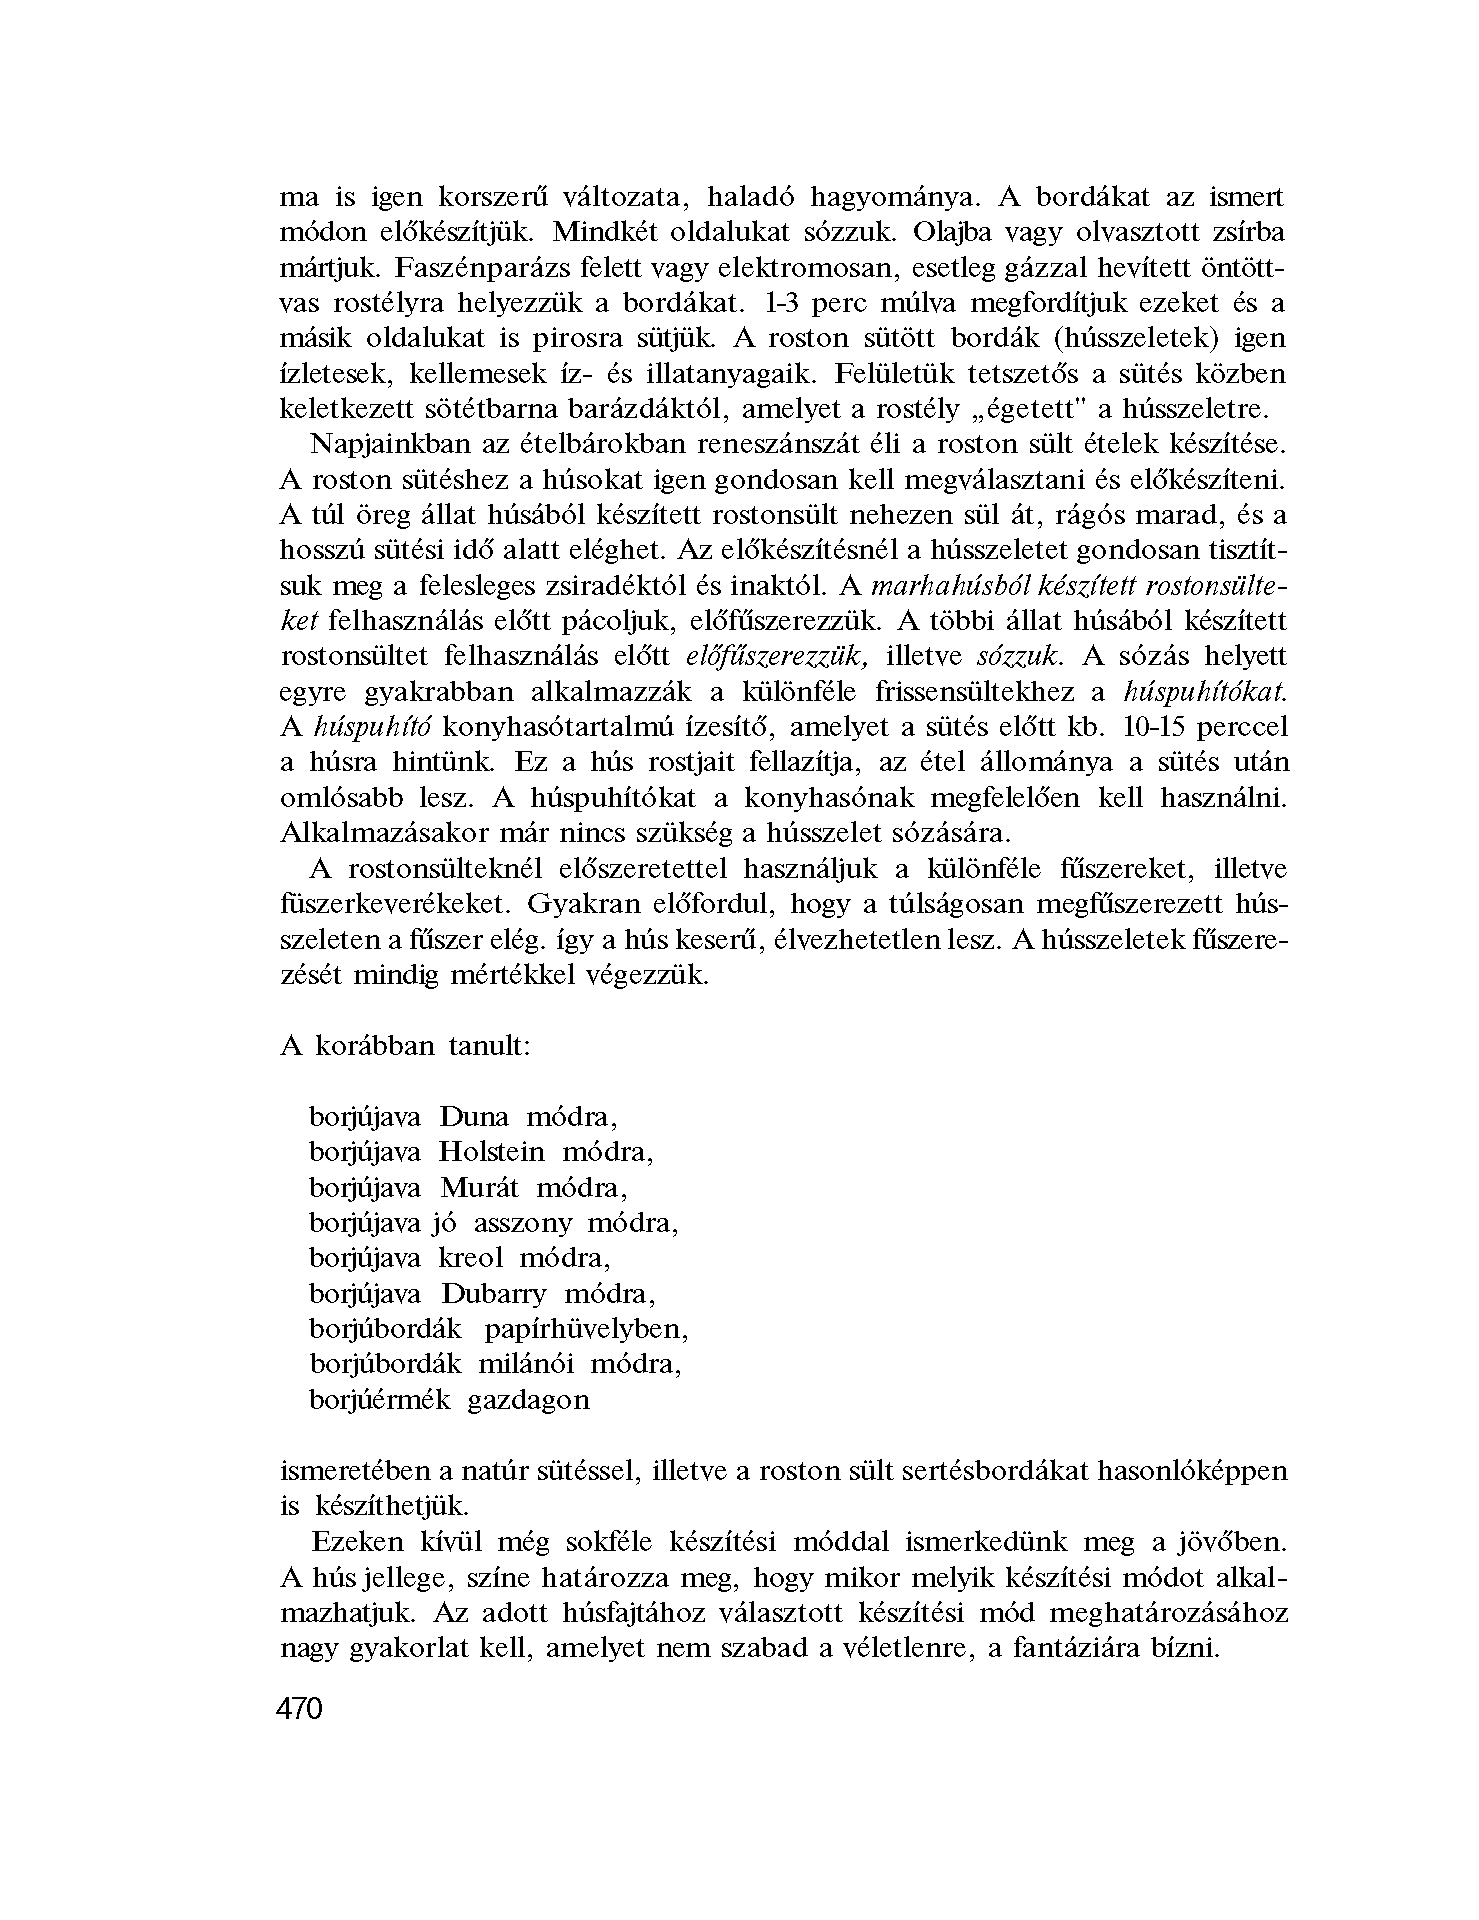 ma is igen korszerű változata, haladó hagyománya. A bordákat az ismert
módon előkészítjük. Mindkét oldalukat sózzuk. Olajba vagy olvasztott zsírba
mártjuk. Faszénparázs felett vagy elektromosan, esetleg gázzal hevített öntött-
vas rostélyra helyezzük a bordákat. 1-3 perc múlva megfordítjuk ezeket és a
másik oldalukat is pirosra sütjük. A roston sütött bordák (hússzeletek) igen
ízletesek, kellemesek íz- és illatanyagaik. Felületük tetszetős a sütés közben
keletkezett sötétbarna barázdáktól, amelyet a rostély „égetett" a hússzeletre.
Napjainkban az ételbárokban reneszánszát éli a roston sült ételek készítése.
A roston sütéshez a húsokat igen gondosan kell megválasztani és előkészíteni.
A túl öreg állat húsából készített rostonsült nehezen sül át, rágós marad, és a
hosszú sütési idő alatt eléghet. Az előkészítésnél a hússzeletet gondosan tisztít-
suk meg a felesleges zsiradéktól és inaktól. A marhahúsból készített rostonsülte-
ket felhasználás előtt pácoljuk, előfűszerezzük. A többi állat húsából készített
rostonsültet felhasználás előtt előfűszerezzük, illetve sózzuk. A sózás helyett
egyre gyakrabban alkalmazzák a különféle frissensültekhez a húspuhítókat.
A húspuhító konyhasótartalmú ízesítő, amelyet a sütés előtt kb. 10-15 perccel
a húsra hintünk. Ez a hús rostjait fellazítja, az étel állománya a sütés után
omlósabb lesz. A húspuhítókat a konyhasónak megfelelően kell használni.
Alkalmazásakor már nincs szükség a hússzelet sózására.
A rostonsülteknél előszeretettel használjuk a különféle fűszereket, illetve
füszerkeverékeket. Gyakran előfordul, hogy a túlságosan megfűszerezett hús-
szeleten a fűszer elég. így a hús keserű, élvezhetetlen lesz. A hússzeletek fűszere-
zését mindig mértékkel végezzük.
A korábban tanult:
borjújava Duna módra,
borjújava Holstein módra,
borjújava Murát módra,
borjújava jó asszony módra,
borjújava kreol módra,
borjújava Dubarry módra,
borjúbordák papírhüvelyben,
borjúbordák milánói módra,
borjúérmék gazdagon
ismeretében a natúr sütéssel, illetve a roston sült sertésbordákat hasonlóképpen
is készíthetjük.
Ezeken kívül még sokféle készítési móddal ismerkedünk meg a jövőben.
A hús jellege, színe határozza meg, hogy mikor melyik készítési módot alkal-
mazhatjuk. Az adott húsfajtához választott készítési mód meghatározásához
nagy gyakorlat kell, amelyet nem szabad a véletlenre, a fantáziára bízni.
470